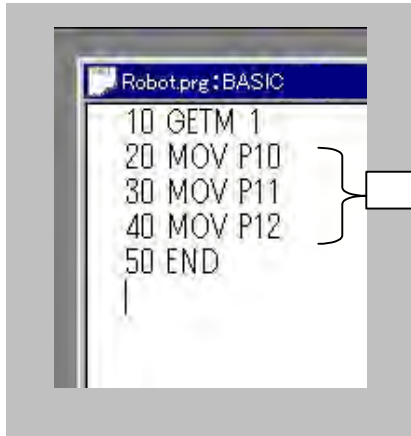 Robot.prg:BASIC
10 GETM 1
20 MOV P10
30 MOV P11
40 MOV P12
50 END